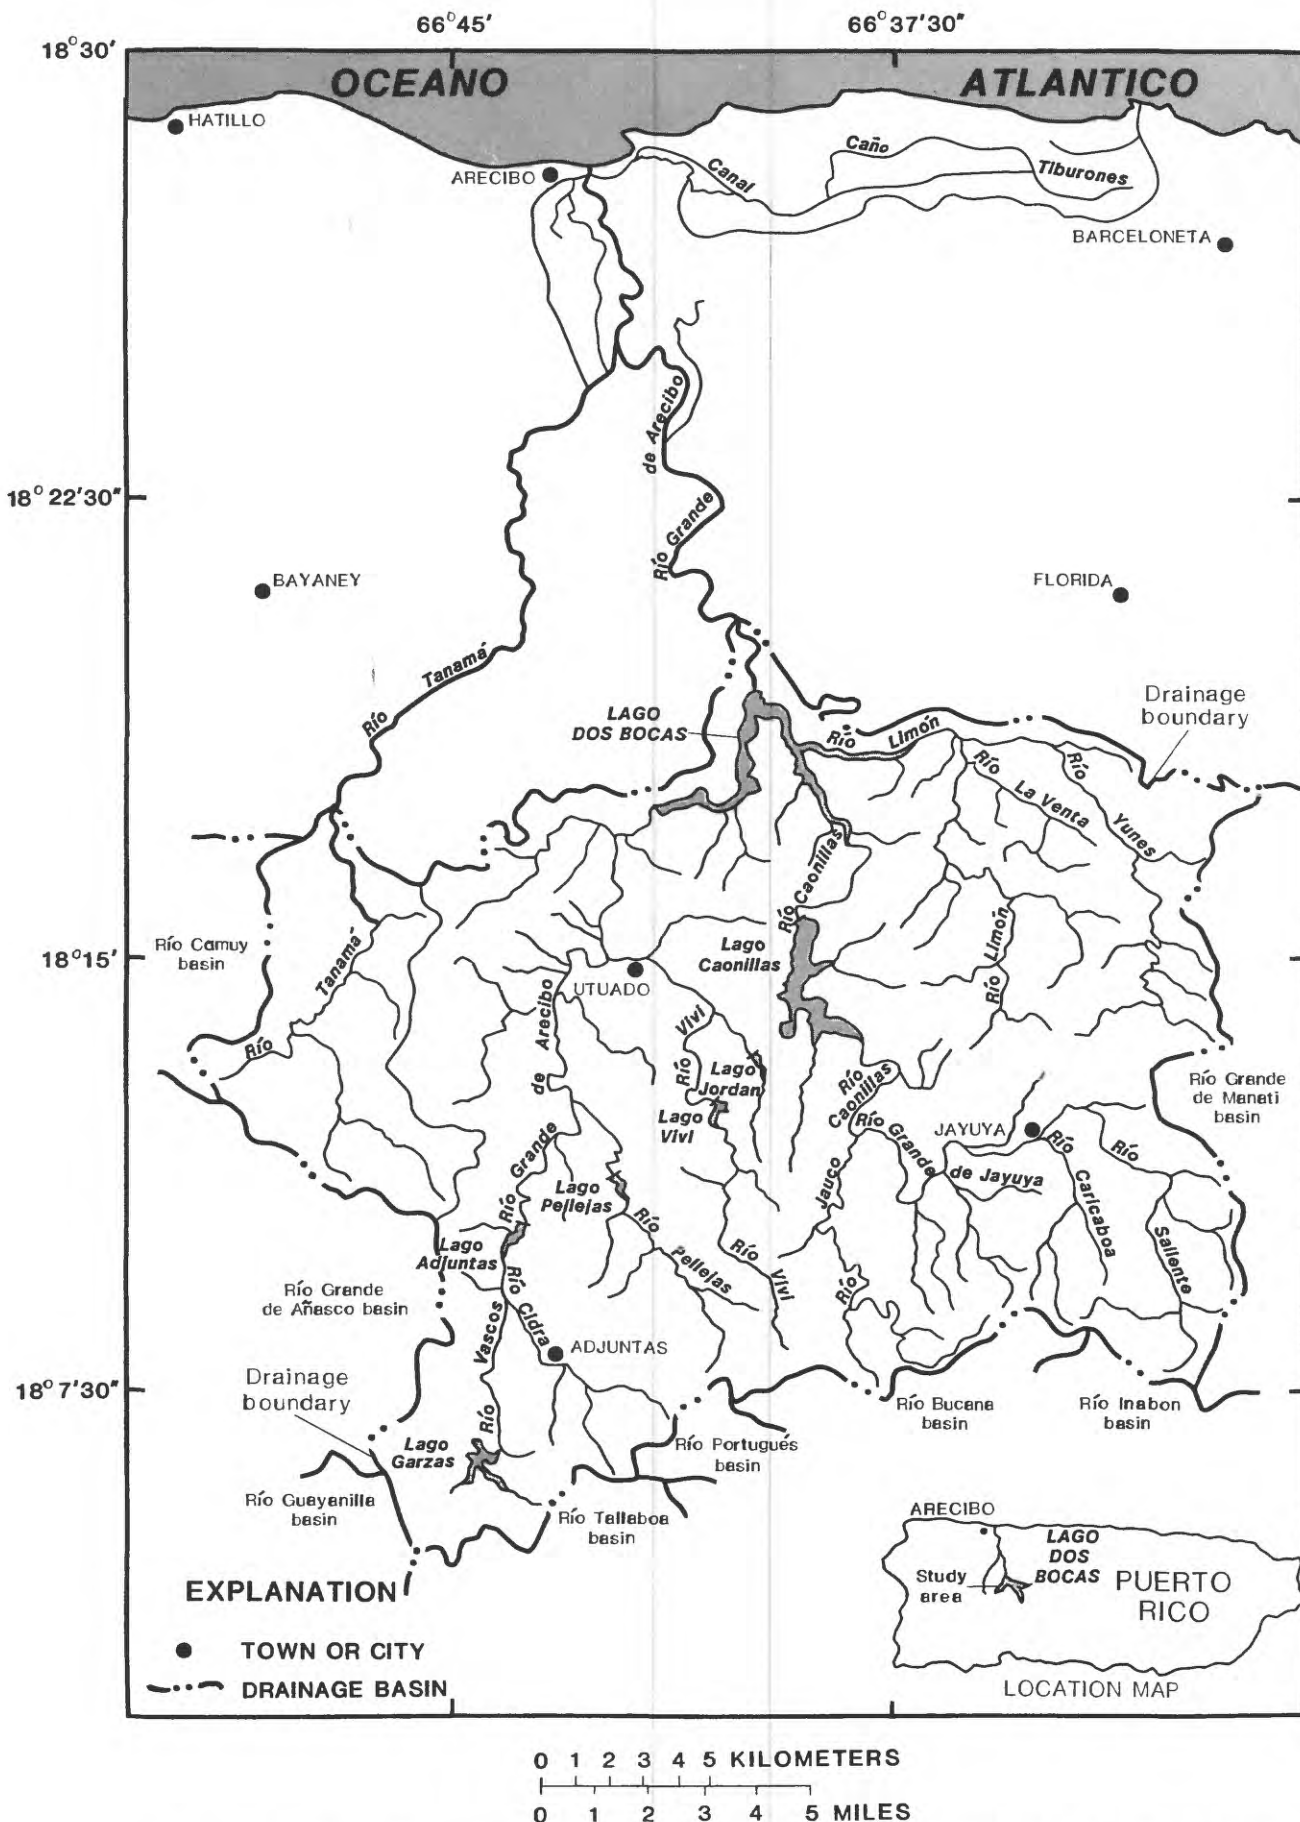 66°45'
66°37'30"
18°30'
OCEANO
ATLANTICO
HATILLO
ARECIBO
Canal
Caño
Tiburones
BARCELONETA
de Arecibo
Río Grande
18°22'30"
BAYANEY
FLORIDA
Río
Tanamá
LAGO
DOS BOCAS
Río
Limón
Drainage
boundary
Río
La Venta
Río
Yunes
Río Caonillas
Río Camuy
basin
18°15'
Tanamá
Río
UTUADO
Lago
Caonillas
Limón
Río
de Arecibo
Grande
Río
Vivi
Río
Lago
Jordan
Lago
Vivi
Río
Caonillas
Río Grande
de Jayuya
JAYUYA
Río Grande
de Manati
basin
Río
Caricaboa
Río
Saliente
Jauco
Río
Lago
Pellejas
Río
Pellejas
Río
Vivi
Lago
Adjuntas
Río Grande
de Añasco basin
Río
Cidra
Vascos
Río
ADJUNTAS
18°7'30"
Drainage
boundary
Lago
Garzas
Río Guayanilla
basin
Río Tallaboa
basin
Río Portugués
basin
Río Bucana
basin
Río Inabon
basin
ARECIBO
LAGO
DOS
BOCAS
Study
area
PUERTO
RICO
LOCATION MAP
EXPLANATION
TOWN OR CITY
DRAINAGE BASIN
0 1 2 3 4 5 KILOMETERS
0 1 2 3 4 5 MILES